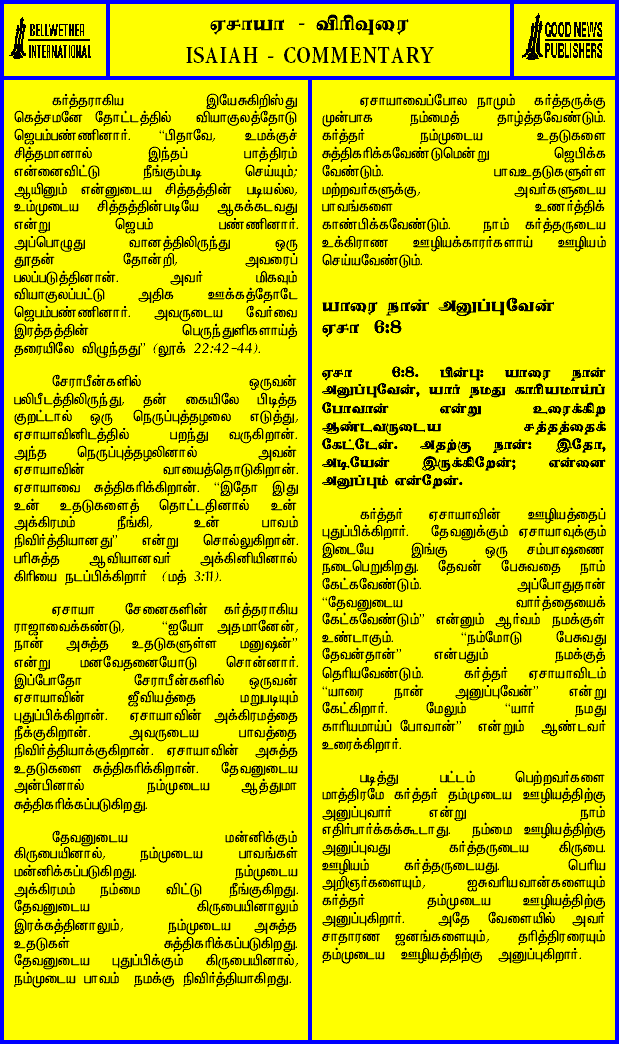 BELLWETHER
INTERNATIONAL
ஏசாயா - விரிவுரை
ISAIAH - COMMENTARY
GOOD NEWS
PUBLISHERS
கர்த்தராகிய இயேசுகிறிஸ்து
கெத்சமனே தோட்டத்தில் வியாகுலத்தோடு
ஜெபம்பண்ணினார். “பிதாவே, உமக்குச்
சித்தமானால் இந்தப் பாத்திரம்
என்னைவிட்டு நீங்கும்படி செய்யும்;
ஆயினும் என்னுடைய சித்தத்தின் படியல்ல,
உம்முடைய சித்தத்தின்படியே ஆகக்கடவது
என்று ஜெபம் பண்ணினார்.
அப்பொழுது வானத்திலிருந்து ஒரு
தூதன் தோன்றி, அவரைப்
பலப்படுத்தினான். அவர் மிகவும்
வியாகுலப்பட்டு அதிக ஊக்கத்தோடே
ஜெபம்பண்ணினார். அவருடைய வேர்வை
இரத்தத்தின் பெருந்துளிகளாய்த்
தரையிலே விழுந்தது” (லூக் 22:42-44).
சேராபீன்களில் ஒருவன்
பலிபீடத்திலிருந்து, தன் கையிலே பிடித்த
குறட்டால் ஒரு நெருப்புத்தழலை எடுத்து,
ஏசாயாவினிடத்தில் பறந்து வருகிறான்.
அந்த நெருப்புத்தழலினால் அவன்
ஏசாயாவின் வாயைத்தொடுகிறான்.
ஏசாயாவை சுத்திகரிக்கிறான். “இதோ இது
உன் உதடுகளைத் தொட்டதினால் உன்
அக்கிரமம் நீங்கி, உன் பாவம்
நிவிர்த்தியானது” என்று சொல்லுகிறான்.
பரிசுத்த ஆவியானவர் அக்கினியினால்
கிரியை நடப்பிக்கிறார் (மத் 3:11).
ஏசாயா சேனைகளின் கர்த்தராகிய
ராஜாவைக்கண்டு, “ஐயோ அதமானேன்,
நான் அசுத்த உதடுகளுள்ள மனுஷன்”
என்று மனவேதனையோடு சொன்னார்.
இப்போதோ சேராபீன்களில் ஒருவன்
ஏசாயாவின் ஜீவியத்தை மறுபடியும்
புதுப்பிக்கிறான். ஏசாயாவின் அக்கிரமத்தை
நீக்குகிறான். அவருடைய பாவத்தை
நிவிர்த்தியாக்குகிறான். ஏசாயாவின் அசுத்த
உதடுகளை சுத்திகரிக்கிறான். தேவனுடைய
அன்பினால் நம்முடைய ஆத்துமா
சுத்திகரிக்கப்படுகிறது.
தேவனுடைய மன்னிக்கும்
கிருபையினால், நம்முடைய பாவங்கள்
மன்னிக்கப்படுகிறது. நம்முடைய
அக்கிரமம் நம்மை விட்டு நீங்குகிறது.
தேவனுடைய கிருபையினாலும்
இரக்கத்தினாலும், நம்முடைய அசுத்த
உதடுகள் சுத்திகரிக்கப்படுகிறது.
தேவனுடைய புதுப்பிக்கும் கிருபையினால்,
நம்முடைய பாவம் நமக்கு நிவிர்த்தியாகிறது.
ஏசாயாவைப்போல நாமும் கர்த்தருக்கு
முன்பாக நம்மைத் தாழ்த்தவேண்டும்.
கர்த்தர் நம்முடைய உதடுகளை
சுத்திகரிக்கவேண்டுமென்று ஜெபிக்க
வேண்டும். பாவஉதடுகளுள்ள
மற்றவர்களுக்கு, அவர்களுடைய
பாவங்களை உணர்த்திக்
காண்பிக்கவேண்டும். நாம் கர்த்தருடைய
உக்கிராண ஊழியக்காரர்களாய் ஊழியம்
செய்யவேண்டும்.
யாரை நான் அனுப்புவேன்
ஏசா 6:8
ஏசா 6:8. பின்பு: யாரை நான்
அனுப்புவேன், யார் நமது காரியமாய்ப்
போவான் என்று உரைக்கிற
ஆண்டவருடைய சத்தத்தைக்
கேட்டேன். அதற்கு நான்: இதோ,
அடியேன் இருக்கிறேன்; என்னை
அனுப்பும் என்றேன்.
கர்த்தர் ஏசாயாவின் ஊழியத்தைப்
புதுப்பிக்கிறார். தேவனுக்கும் ஏசாயாவுக்கும்
இடையே இங்கு ஒரு சம்பாஷணை
நடைபெறுகிறது. தேவன் பேசுவதை நாம்
கேட்கவேண்டும். அப்போதுதான்
“தேவனுடைய வார்த்தையைக்
கேட்கவேண்டும்” என்னும் ஆர்வம் நமக்குள்
உண்டாகும். “நம்மோடு பேசுவது
தேவன்தான்” என்பதும் நமக்குத்
தெரியவேண்டும். கர்த்தர் ஏசாயாவிடம்
“யாரை நான் அனுப்புவேன்” என்று
கேட்கிறார். மேலும் “யார் நமது
காரியமாய்ப் போவான்” என்றும் ஆண்டவர்
உரைக்கிறார்.
படித்து பட்டம் பெற்றவர்களை
மாத்திரமே கர்த்தர் தம்முடைய ஊழியத்திற்கு
அனுப்புவார் என்று நாம்
எதிர்பார்க்கக்கூடாது. நம்மை ஊழியத்திற்கு
அனுப்புவது கர்த்தருடைய கிருபை.
ஊழியம் கர்த்தருடையது. பெரிய
அறிஞர்களையும், ஐசுவரியவான்களையும்
கர்த்தர் தம்முடைய ஊழியத்திற்கு
அனுப்புகிறார். அதே வேளையில் அவர்
சாதாரண ஜனங்களையும், தரித்திரரையும்
தம்முடைய ஊழியத்திற்கு அனுப்புகிறார்.